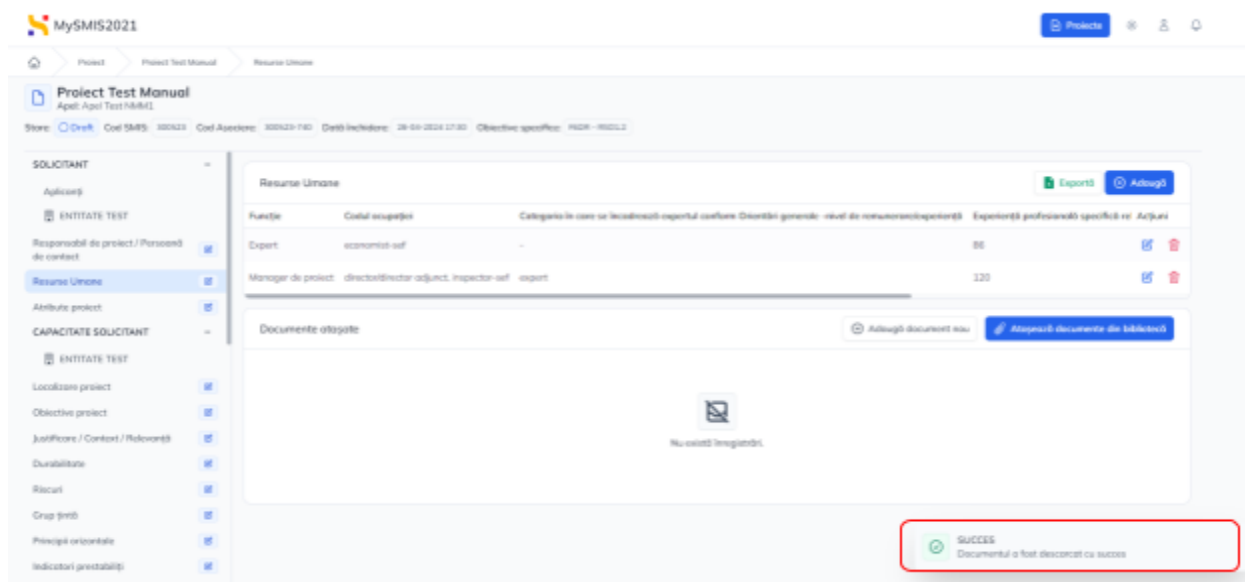 MySMIS2021
Proiecte
Proiect
Proiect Test Manual
Resurse Umane
Proiect Test Manual
Apel: Apel Test NMM1
Stare: Draft Cod SMIS: 300523 Cod Asociere: Dată închidere: Obiective specifice:
SOLICITANT
Aplicanți
ENTITATE TEST
Responsabil de proiect / Persoană
de contact
Resurse Umane
Atribute proiect
CAPACITATE SOLICITANT
ENTITATE TEST
Localizare proiect
Obiective proiect
Justificare / Context / Relevanță
Durabilitate
Riscuri
Grup țintă
Principii orizontale
Indicatori prestabiliți
Resurse Umane
Exportă
Adaugă
Funcție Codul ocupației Categoria în care se încadrează expertul conform Orientări generale -nivel de remunerare/experiență Experiență profesională specifică rel Acțiuni
Expert economist-sef - 86
Manager de proiect director/director adjunct, inspector-sef expert 120
Documente atașate
Adaugă document nou
Atașează documente din bibliotecă
Nu există înregistrări.
SUCCES
Documentul a fost descarcat cu succes